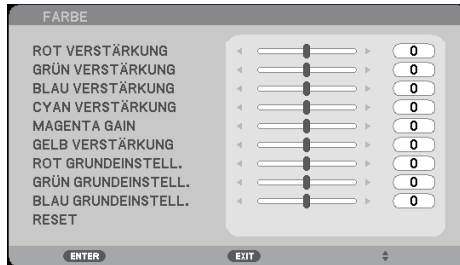 FARBE
ROT VERSTÄRKUNG 0
GRÜN VERSTÄRKUNG 0
BLAU VERSTÄRKUNG 0
CYAN VERSTÄRKUNG 0
MAGENTA GAIN 0
GELB VERSTÄRKUNG 0
ROT GRUNDEINSTELL. 0
GRÜN GRUNDEINSTELL. 0
BLAU GRUNDEINSTELL. 0
RESET
ENTER EXIT